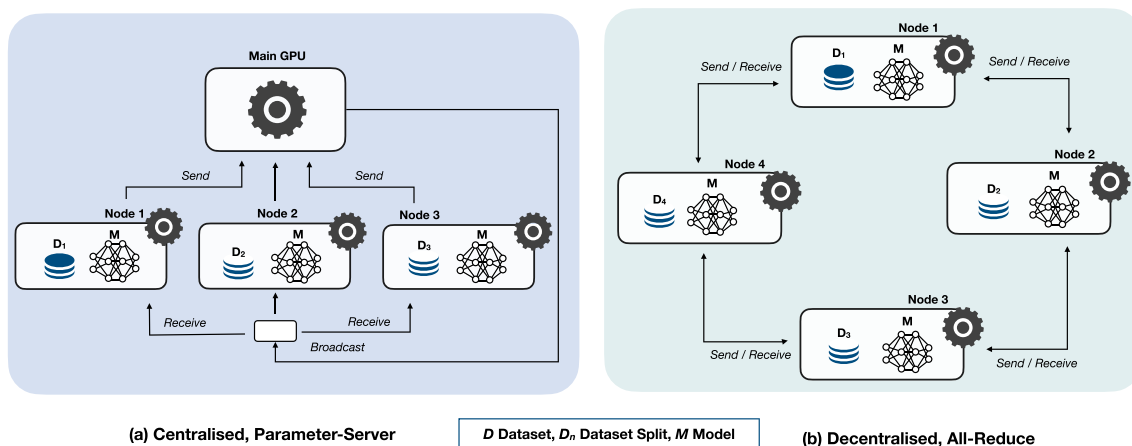 Main GPU
Send
Send
Node 1
Node 2
Node 3
D₁
M
D₂
M
D₃
M
Receive
Receive
Broadcast
(a) Centralised, Parameter-Server
Node 1
D₁
M
Send / Receive
Send / Receive
Node 4
Node 2
D₄
M
D₂
M
Node 3
D₃
M
Send / Receive
Send / Receive
D Dataset, Dₙ Dataset Split, M Model
(b) Decentralised, All-Reduce